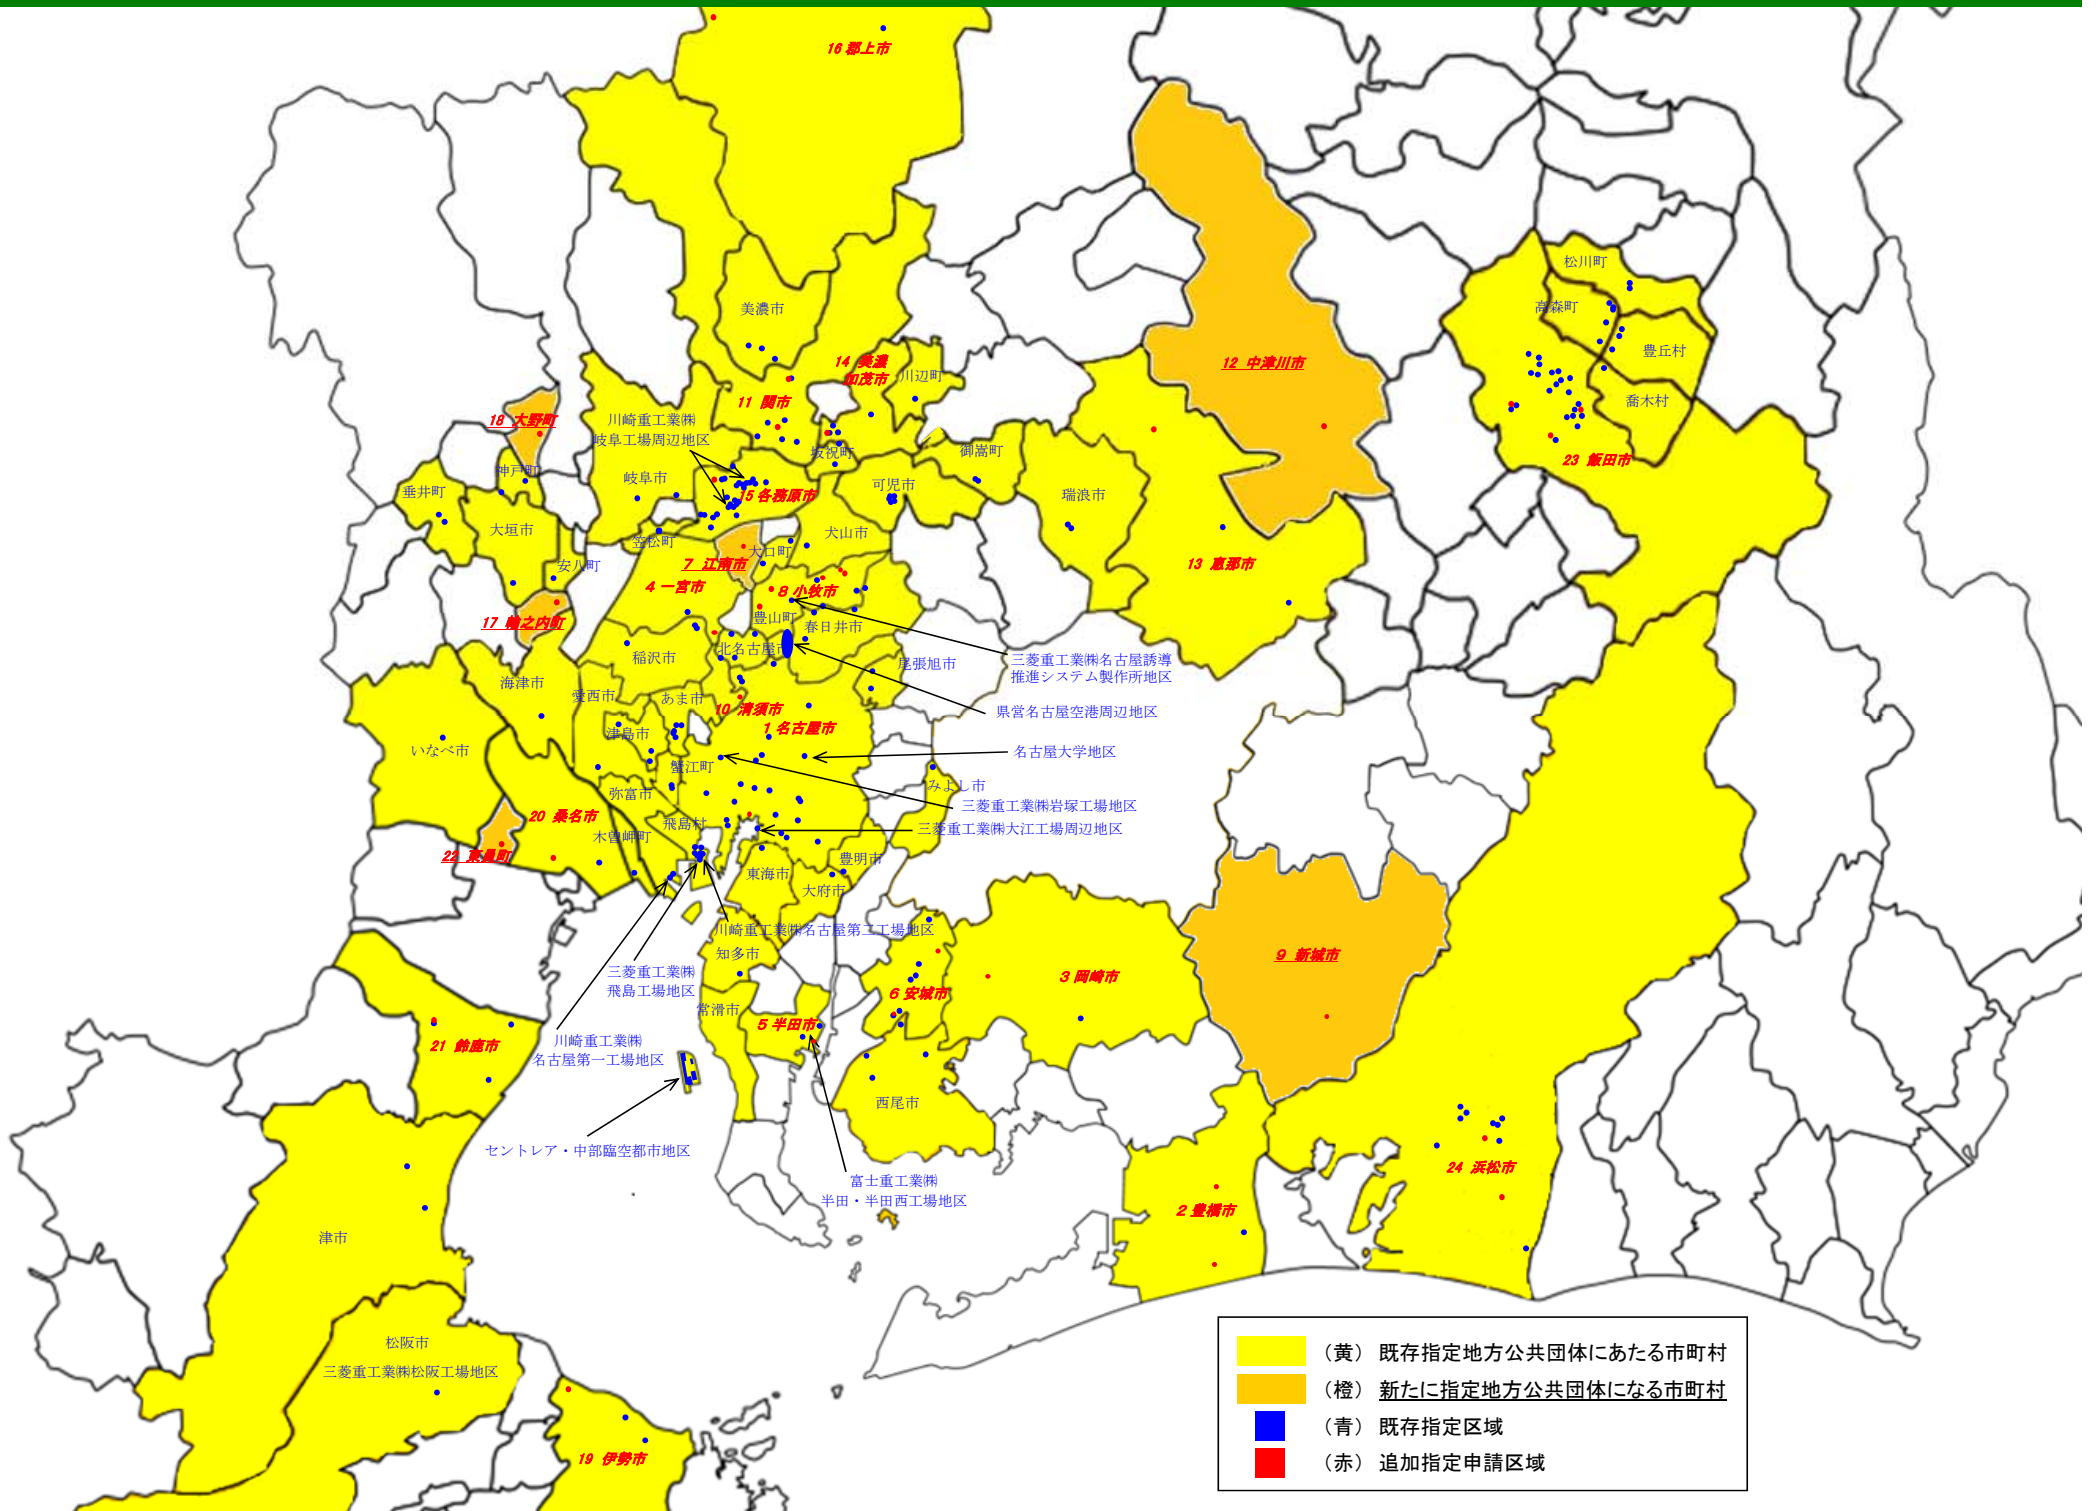 16 郡上市
松川町
高森町
美濃市
豊丘村
14 美濃
加茂市
12 中津川市
川辺町
喬木村
11 関市
18 大野町
川崎重工業㈱
岐阜工場周辺地区
坂祝町
御嵩町
23 飯田市
神戸町
岐阜市
可児市
垂井町
15 各務原市
瑞浪市
大垣市
犬山市
笠松町
大口町
安八町
7 江南市
13 恵那市
4 一宮市
8 小牧市
17 輪之内町
豊山町
春日井市
北名古屋市
稲沢市
尾張旭市
三菱重工業㈱名古屋誘導
推進システム製作所地区
海津市
愛西市
あま市
10 清須市
県営名古屋空港周辺地区
1 名古屋市
津島市
いなべ市
名古屋大学地区
蟹江町
みよし市
弥富市
三菱重工業㈱岩塚工場地区
20 桑名市
飛島村
三菱重工業㈱大江工場周辺地区
木曽岬町
22 東員町
豊明市
東海市
大府市
川崎重工業㈱名古屋第二工場地区
知多市
9 新城市
三菱重工業㈱
飛島工場地区
3 岡崎市
6 安城市
常滑市
5 半田市
21 鈴鹿市
川崎重工業㈱
名古屋第一工場地区
西尾市
セントレア・中部臨空都市地区
24 浜松市
富士重工業㈱
半田・半田西工場地区
2 豊橋市
津市
松阪市
三菱重工業㈱松阪工場地区
19 伊勢市
（黄） 既存指定地方公共団体にあたる市町村
（橙） 新たに指定地方公共団体になる市町村
（青） 既存指定区域
（赤） 追加指定申請区域